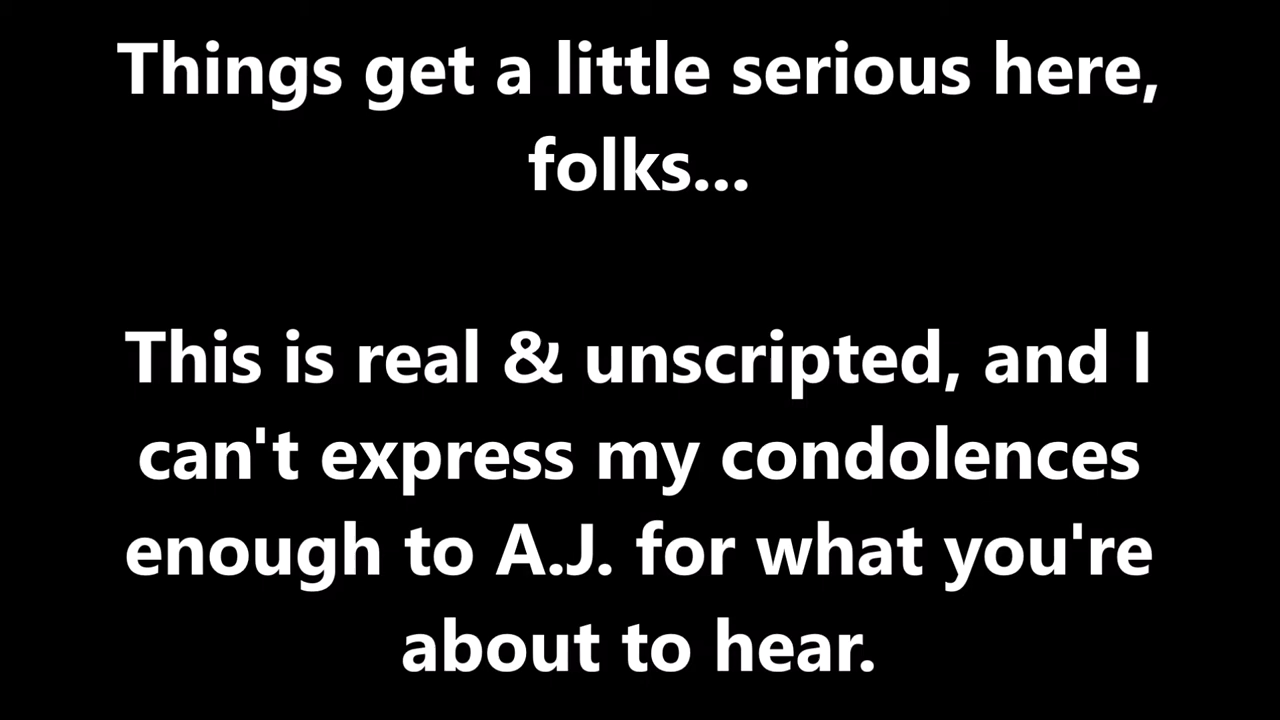 Things get a little serious here,
folks...
This is real & unscripted, and I
can't express my condolences
enough to A.J. for what you're
about to hear.